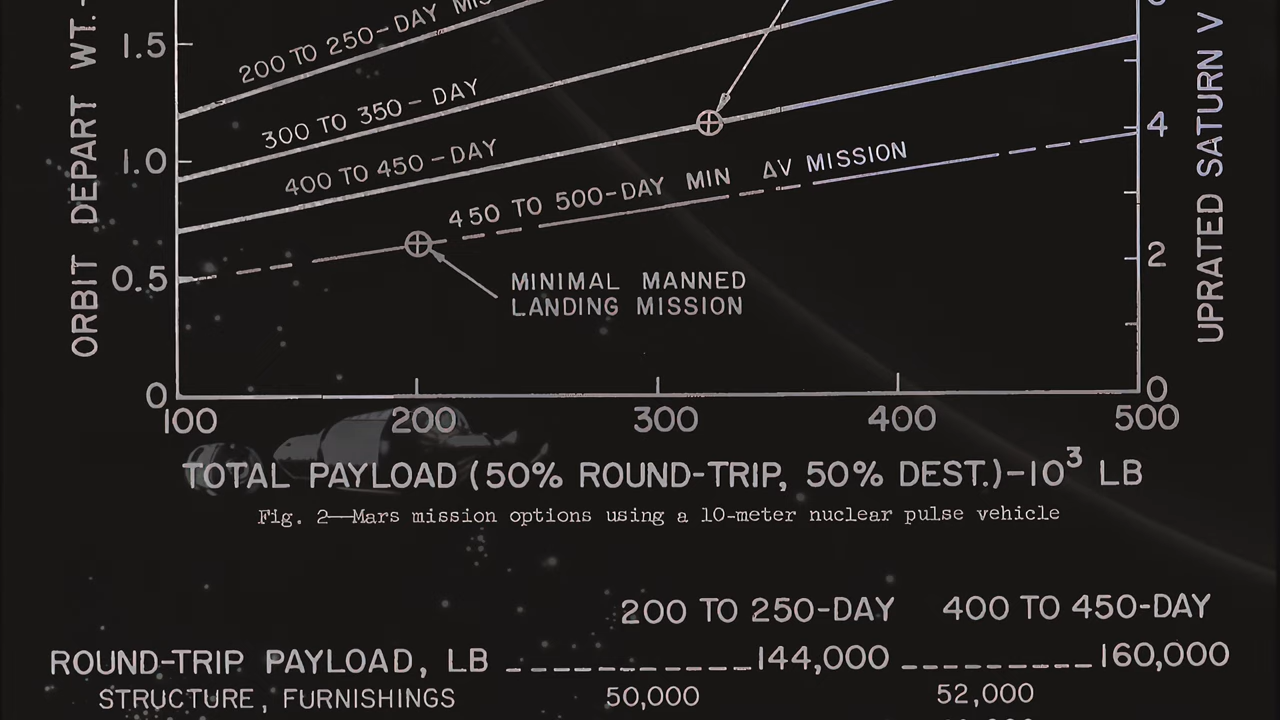 200 TO 250-DAY
1.5
300 TO 350-DAY
1.0
400 TO 450-DAY
4
450 TO 500-DAY MIN ΔV MISSION
ORBIT DEPART WT.-
UPRATED SATURN V
0.5
2
MINIMAL MANNED
LANDING MISSION
0
0
100 200 300 400 500
TOTAL PAYLOAD (50% ROUND-TRIP, 50% DEST.)-10³ LB
Fig. 2—Mars mission options using a 10-meter nuclear pulse vehicle
200 TO 250-DAY 400 TO 450-DAY
ROUND-TRIP PAYLOAD, LB 144,000 160,000
STRUCTURE, FURNISHINGS 50,000 52,000